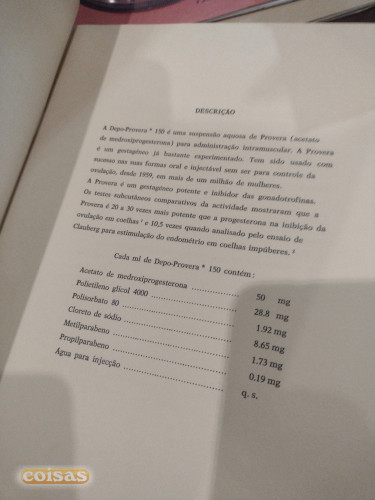 DESCRIÇÃO
A Depo-Provera * 150 é uma suspensão aquosa de Provera (acetato
de medroxiprogesterona) para administração intramuscular. A Provera
é um gestagéneo já bastante experimentado. Tem sido usado com
sucesso nas suas formas oral e injectável sem ser para controle da
ovulação, desde 1959, em mais de um milhão de mulheres.
A Provera é um gestagéneo potente e inibidor das gonadotrofinas.
Os testes subcutâneos comparativos da actividade mostraram que a
Provera é 20 a 30 vezes mais potente que a progesterona na inibição da
ovulação em coelhas ¹ e 10,5 vezes quando analisado pelo ensaio de
Clauberg para estimulação do endométrio em coelhas impúberes. ²
Cada ml de Depo-Provera * 150 contém :
Acetato de medroxiprogesterona .................. 50 mg
Polietileno glicol 4000 .................. 28.8 mg
Polisorbato 80 .................. 1.92 mg
Cloreto de sódio .................. 8.65 mg
Metilparabeno .................. 1.73 mg
Propilparabeno .................. 0.19 mg
Água para injecção .................. q. s.
coisas